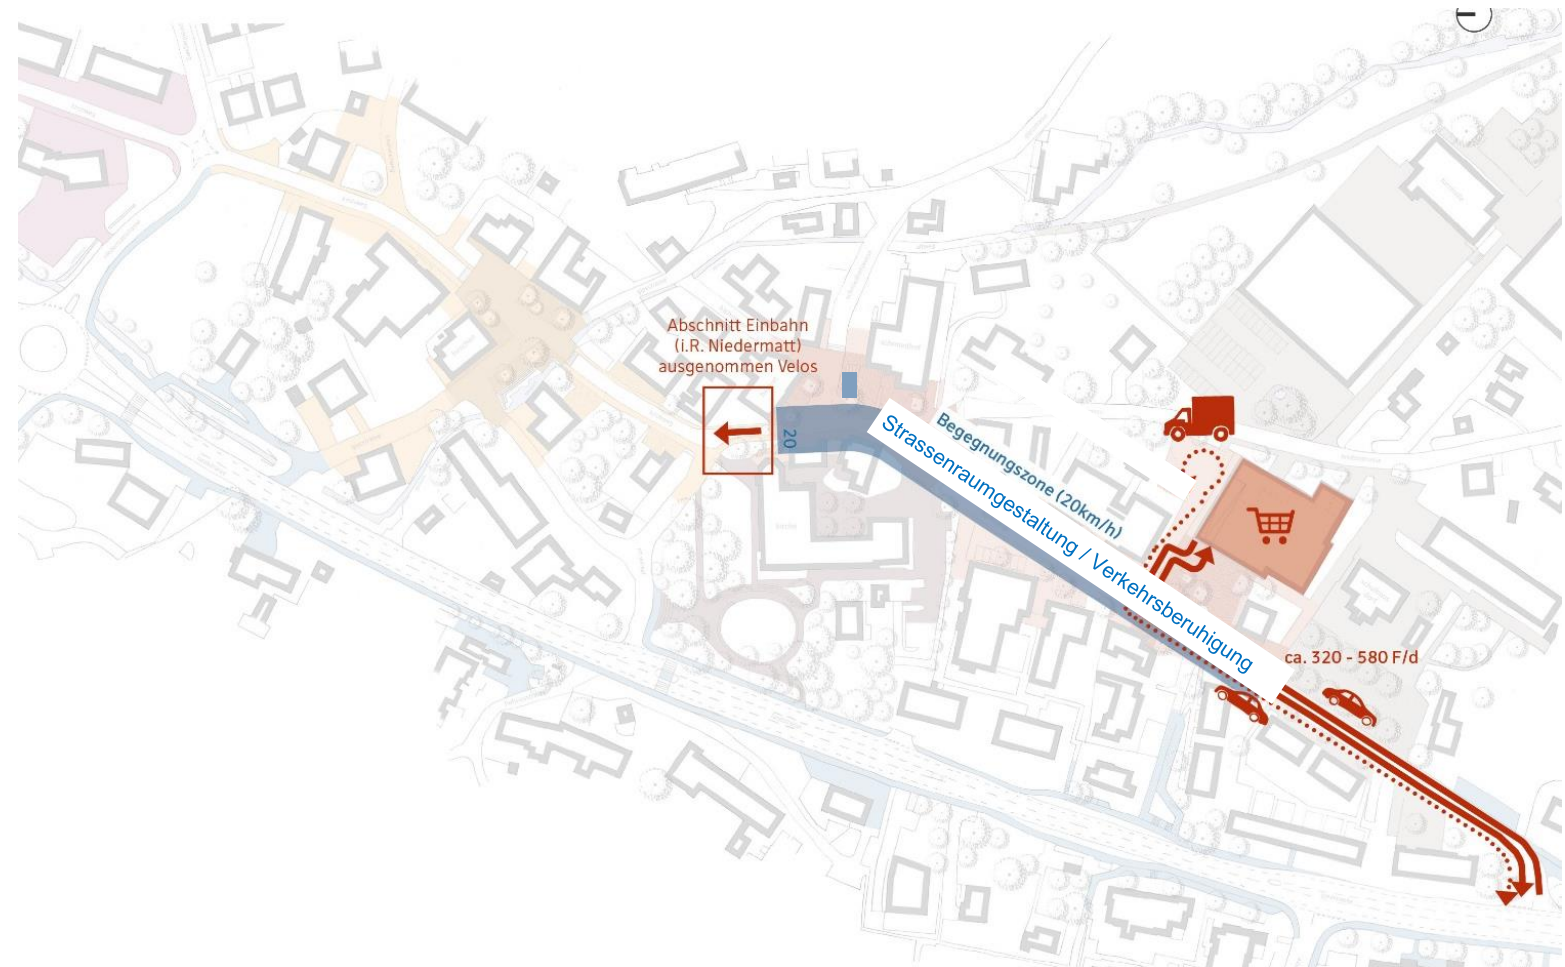 Abschnitt Einbahn
(i.R. Niedermatt)
ausgenommen Velos
20
Begegnungszone (20km/h)
Strassenraumgestaltung / Verkehrsberuhigung
ca. 320 - 580 F/d